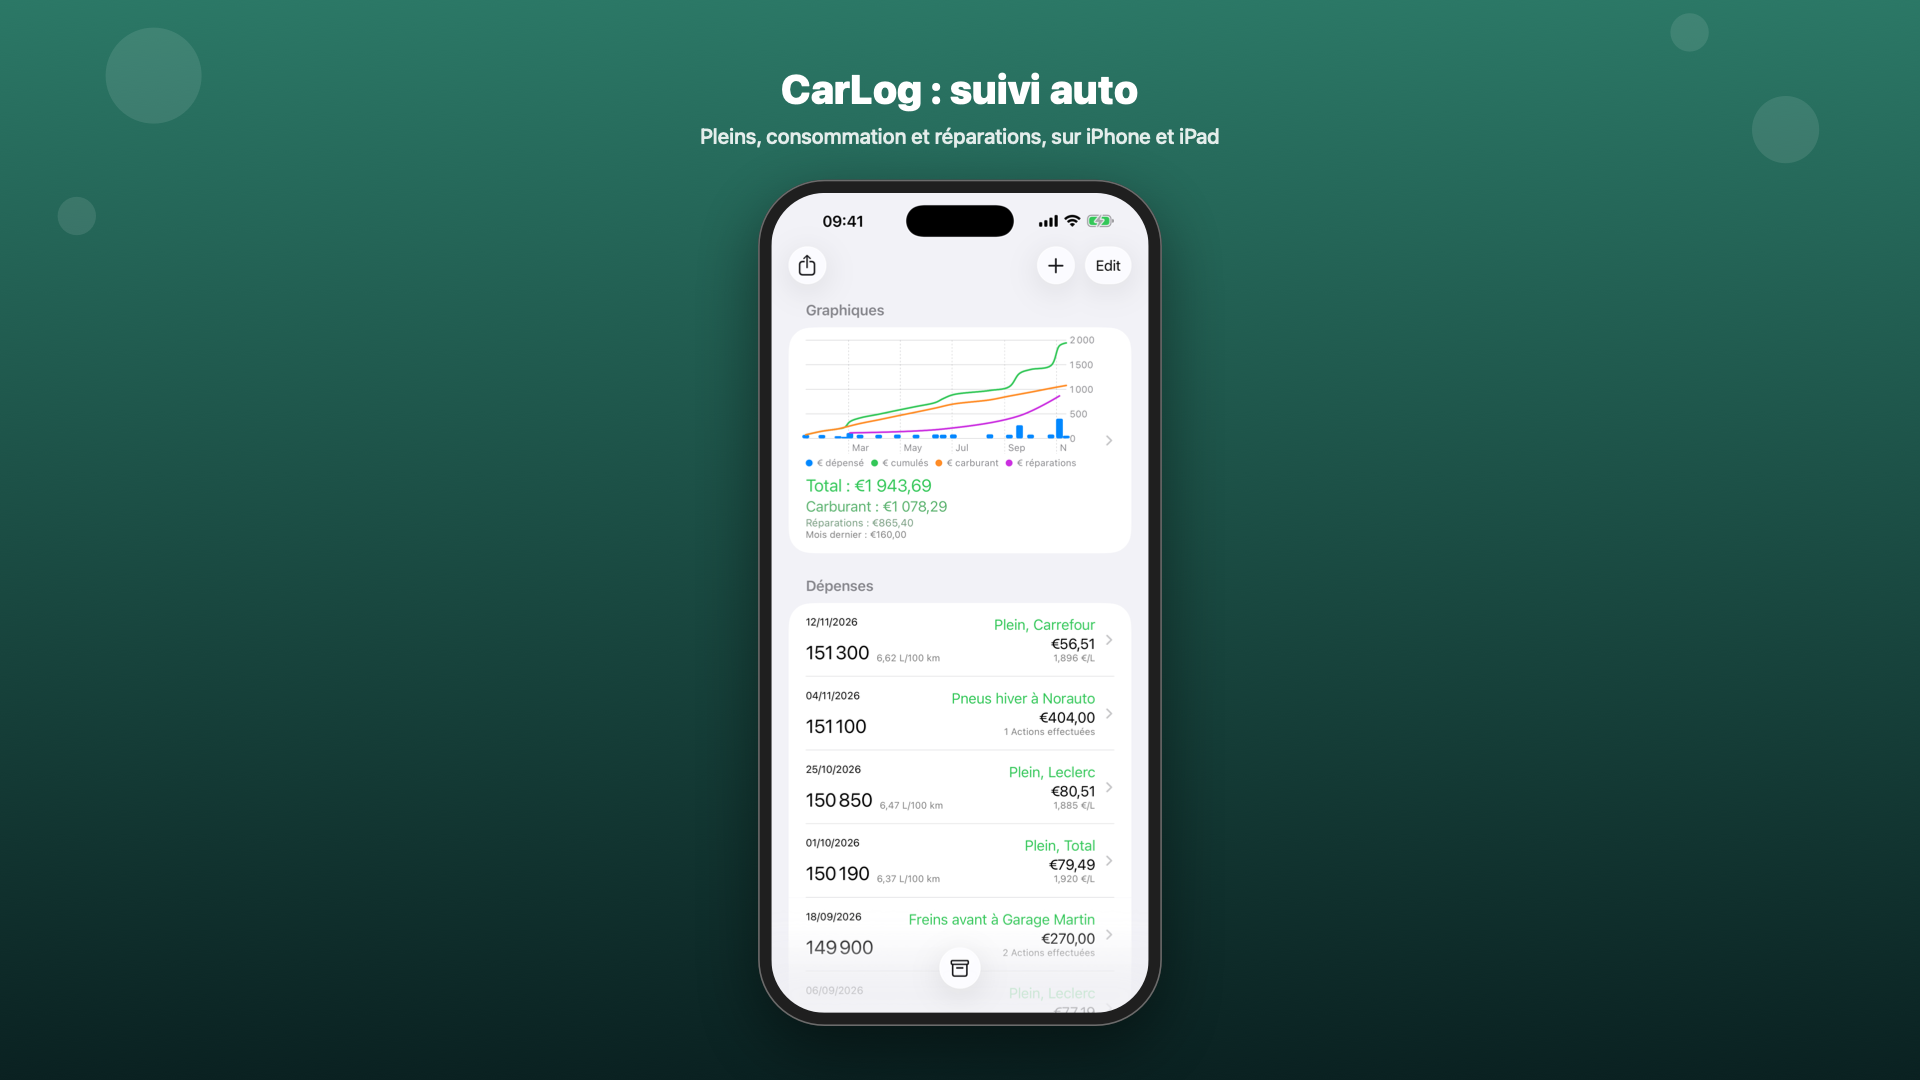 CarLog : suivi auto
Pleins, consommation et réparations, sur iPhone et iPad
09:41
Edit
Graphiques
2 000
1 500
1 000
500
0
Mar May Jul Sep N
€ dépensé € cumulés € carburant € réparations
Total : €1 943,69
Carburant : €1 078,29
Réparations : €865,40
Mois dernier : €160,00
Dépenses
12/11/2026
Plein, Carrefour
€56,51
151 300 6,62 L/100 km
1,896 €/L
04/11/2026
Pneus hiver à Norauto
€404,00
151 100
1 Actions effectuées
25/10/2026
Plein, Leclerc
€80,51
150 850 6,47 L/100 km
1,885 €/L
01/10/2026
Plein, Total
€79,49
150 190 6,37 L/100 km
1,920 €/L
18/09/2026
Freins avant à Garage Martin
€270,00
149 900
2 Actions effectuées
06/09/2026
Plein, Leclerc
€77,19